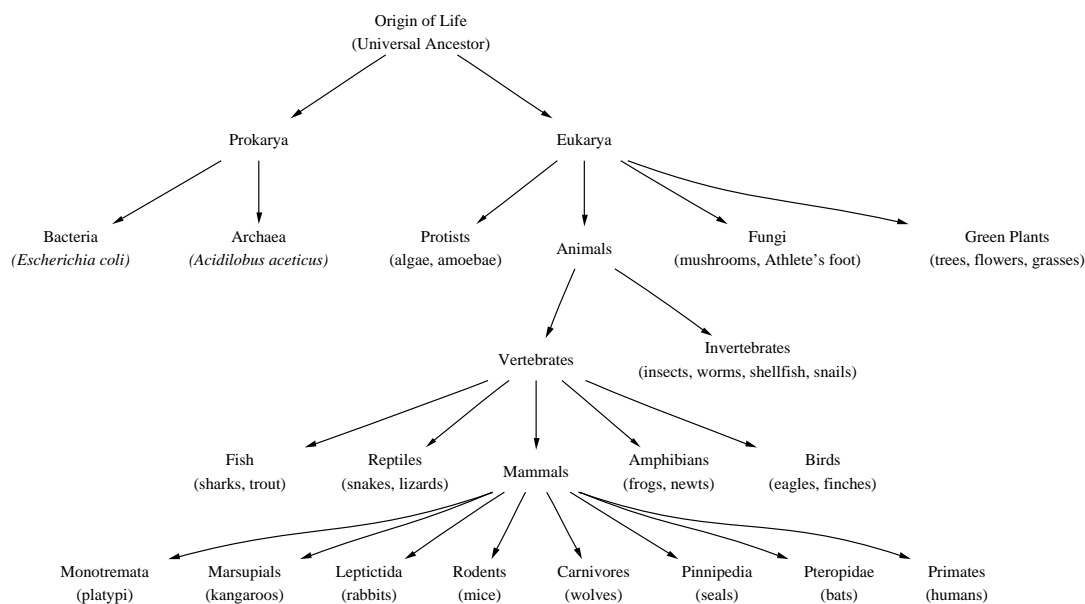 Origin of Life
(Universal Ancestor)
Prokarya
Eukarya
Bacteria
(Escherichia coli)
Archaea
(Acidilobus aceticus)
Protists
(algae, amoebae)
Animals
Fungi
(mushrooms, Athlete's foot)
Green Plants
(trees, flowers, grasses)
Vertebrates
Invertebrates
(insects, worms, shellfish, snails)
Fish
(sharks, trout)
Reptiles
(snakes, lizards)
Mammals
Amphibians
(frogs, newts)
Birds
(eagles, finches)
Monotremata
(platypi)
Marsupials
(kangaroos)
Leptictida
(rabbits)
Rodents
(mice)
Carnivores
(wolves)
Pinnipedia
(seals)
Pteropidae
(bats)
Primates
(humans)